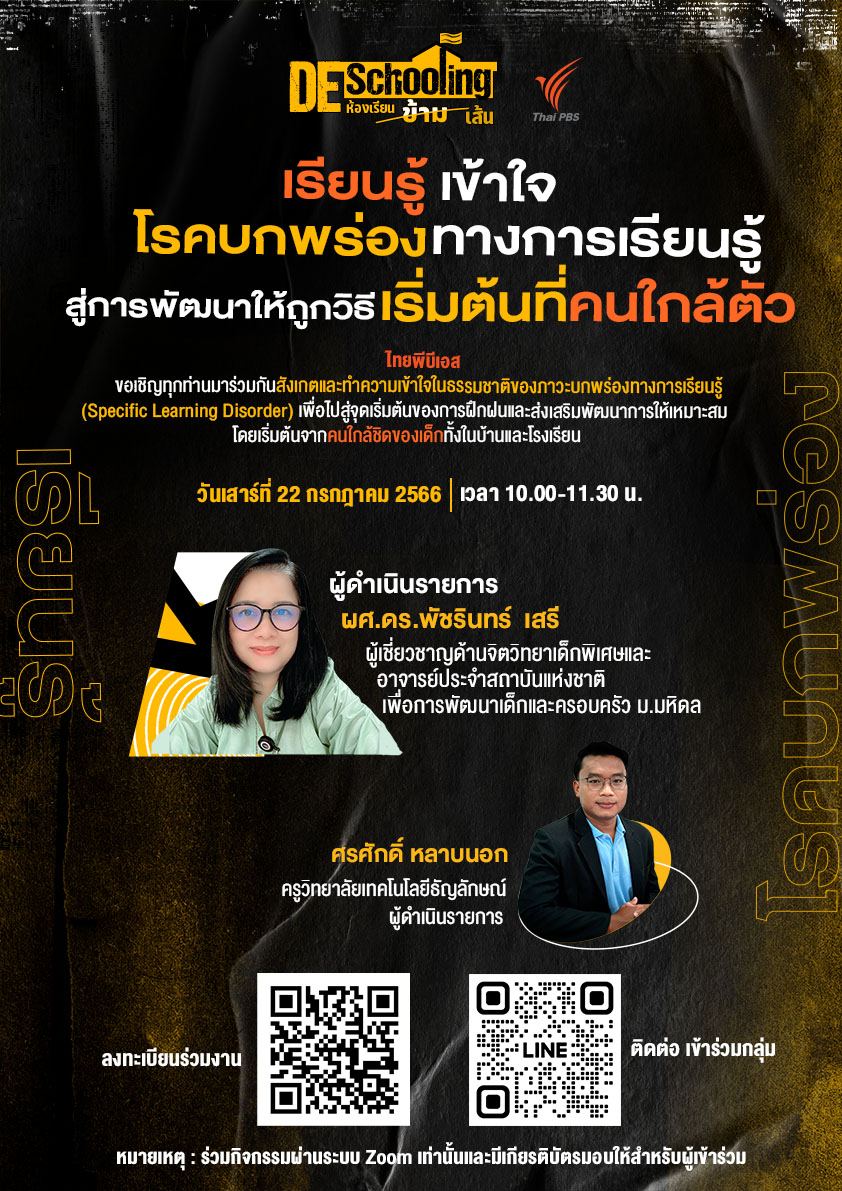 DESchooling
ห้องเรียน ข้าม เส้น
Thai PBS
เรียนรู้ เข้าใจ
โรคบกพร่องทางการเรียนรู้
สู่การพัฒนาให้ถูกวิธี เริ่มต้นที่คนใกล้ตัว
ไทยพีบีเอส
ขอเชิญทุกท่านมาร่วมกันสังเกตและทำความเข้าใจในธรรมชาติของภาวะบกพร่องทางการเรียนรู้
(Specific Learning Disorder) เพื่อไปสู่จุดเริ่มต้นของการฝึกฝนและส่งเสริมพัฒนาการให้เหมาะสม
โดยเริ่มต้นจากคนใกล้ชิดของเด็กทั้งในบ้านและโรงเรียน
วันเสาร์ที่ 22 กรกฎาคม 2566 | เวลา 10.00-11.30 น.
เรียนรู้
โรคบกพร่อง
ผู้ดำเนินรายการ
ผศ.ดร.พัชรินทร์ เสรี
ผู้เชี่ยวชาญด้านจิตวิทยาเด็กพิเศษและ
อาจารย์ประจำสถาบันแห่งชาติ
เพื่อการพัฒนาเด็กและครอบครัว ม.มหิดล
ศรศักดิ์ หลาบนอก
ครูวิทยาลัยเทคโนโลยีธัญลักษณ์
ผู้ดำเนินรายการ
ลงทะเบียนร่วมงาน
LINE
ติดต่อ เข้าร่วมกลุ่ม
หมายเหตุ : ร่วมกิจกรรมผ่านระบบ Zoom เท่านั้นและมีเกียรติบัตรมอบให้สำหรับผู้เข้าร่วม